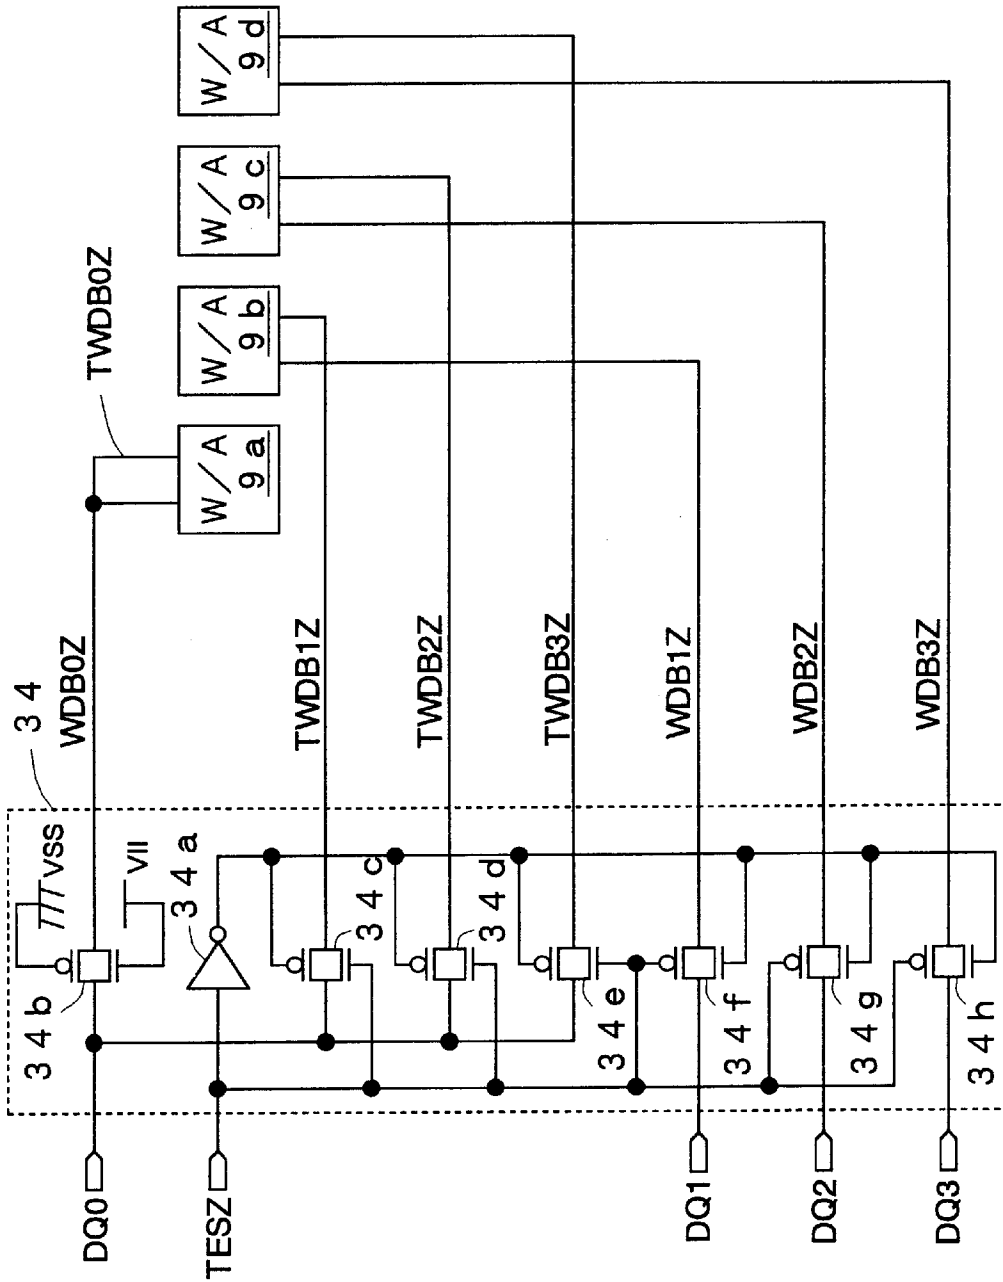 DQ0
TESZ
DQ1
DQ2
DQ3
34
34b
VSS
VII
34a
34c
34d
34e
34f
34g
34h
WDB0Z
TWDB1Z
TWDB2Z
TWDB3Z
WDB1Z
WDB2Z
WDB3Z
TWDB0Z
W/A
9a
W/A
9b
W/A
9c
W/A
9d